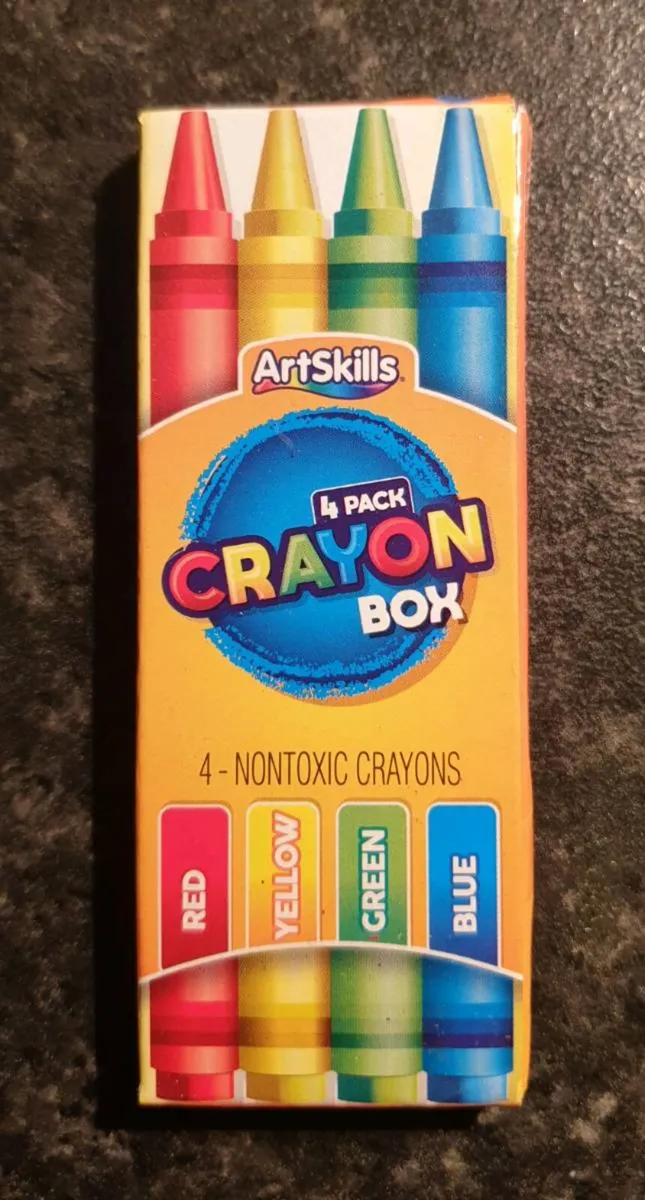 ArtSkills
4 PACK
CRAYON
BOX
4 - NONTOXIC CRAYONS
RED
YELLOW
GREEN
BLUE